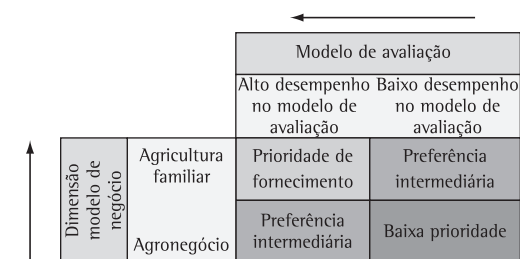 Modelo de avaliação
Alto desempenho
no modelo de
avaliação
Baixo desempenho
no modelo de
avaliação
Dimensão
modelo de
negócio
Agricultura
familiar
Prioridade de
fornecimento
Preferência
intermediária
Agronegócio
Preferência
intermediária
Baixa prioridade